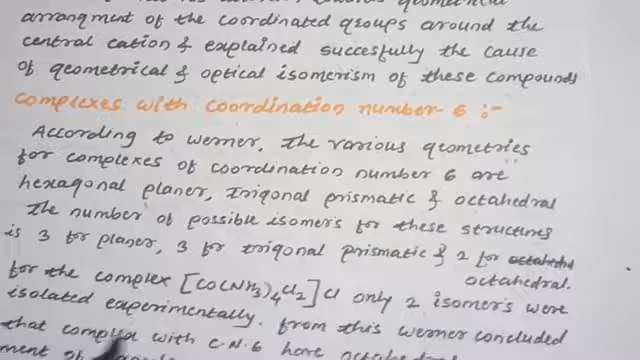 arrangment of the coordinated groups around the
central cation & explained succesfully the cause
of geometrical & optical isomerism of these compounds
complexes with coordination number 6 :-
According to werner, the various geometries
for complexes of coordination number 6 are
hexagonal planer, trigonal prismatic & octahedral
The number of possible isomers for these structures
is 3 for planer, 3 for trigonal prismatic & 2 for
octahedral.
for the complex [CO(NH3)4Cl2]Cl only 2 isomer's were
isolated experimentally. from this werner concluded
that complex with C.N.6 have